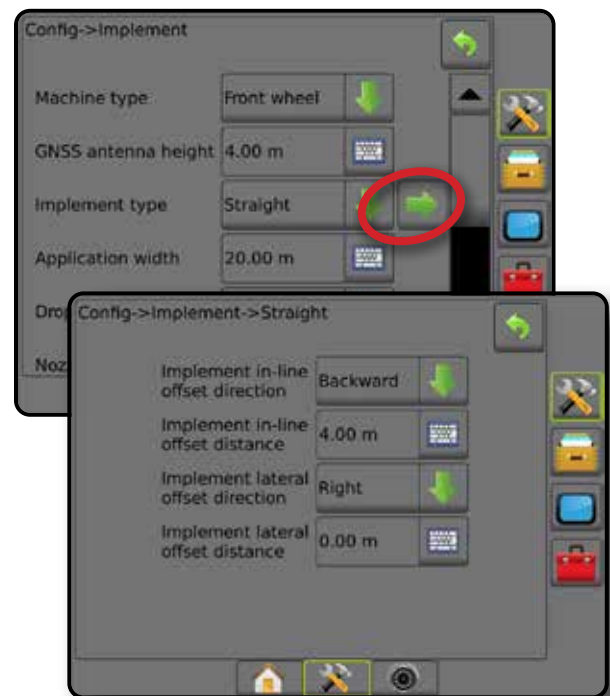 Config->Implement
Machine type Front wheel
GNSS antenna height 4.00 m
Implement type Straight
Application width 20.00 m
Config->Implement->Straight
Implement in-line
offset direction Backward
Implement in-line
offset distance 4.00 m
Implement lateral
offset direction Right
Implement lateral
offset distance 0.00 m